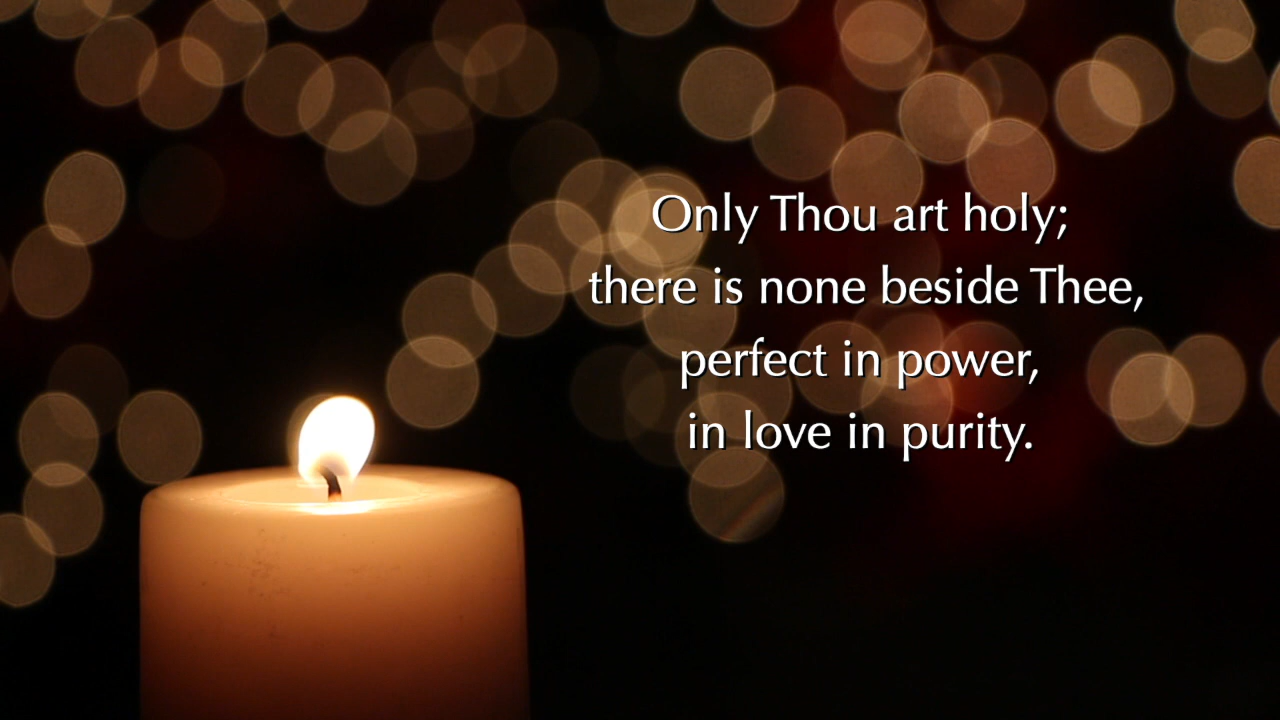 Only Thou art holy;
there is none beside Thee,
perfect in power,
in love in purity.